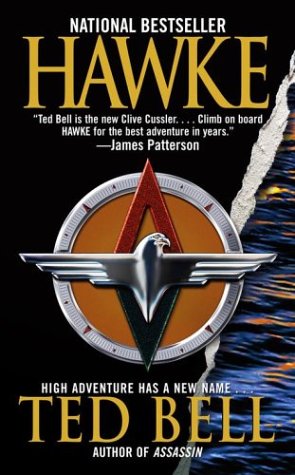 NATIONAL BESTSELLER
HAWKE
"Ted Bell is the new Clive Cussler. . . . Climb on board
HAWKE for the best adventure in years."
—James Patterson
HIGH ADVENTURE HAS A NEW NAME . . .
TED BELL
AUTHOR OF ASSASSIN